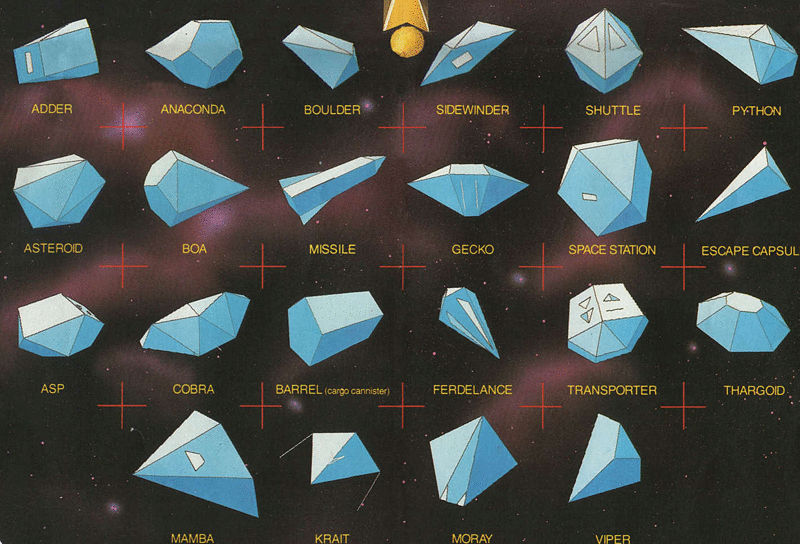 ADDER
ANACONDA
BOULDER
SIDEWINDER
SHUTTLE
PYTHON
ASTEROID
BOA
MISSILE
GECKO
SPACE STATION
ESCAPE CAPSUL
ASP
COBRA
BARREL (cargo cannister)
FERDELANCE
TRANSPORTER
THARGOID
MAMBA
KRAIT
MORAY
VIPER